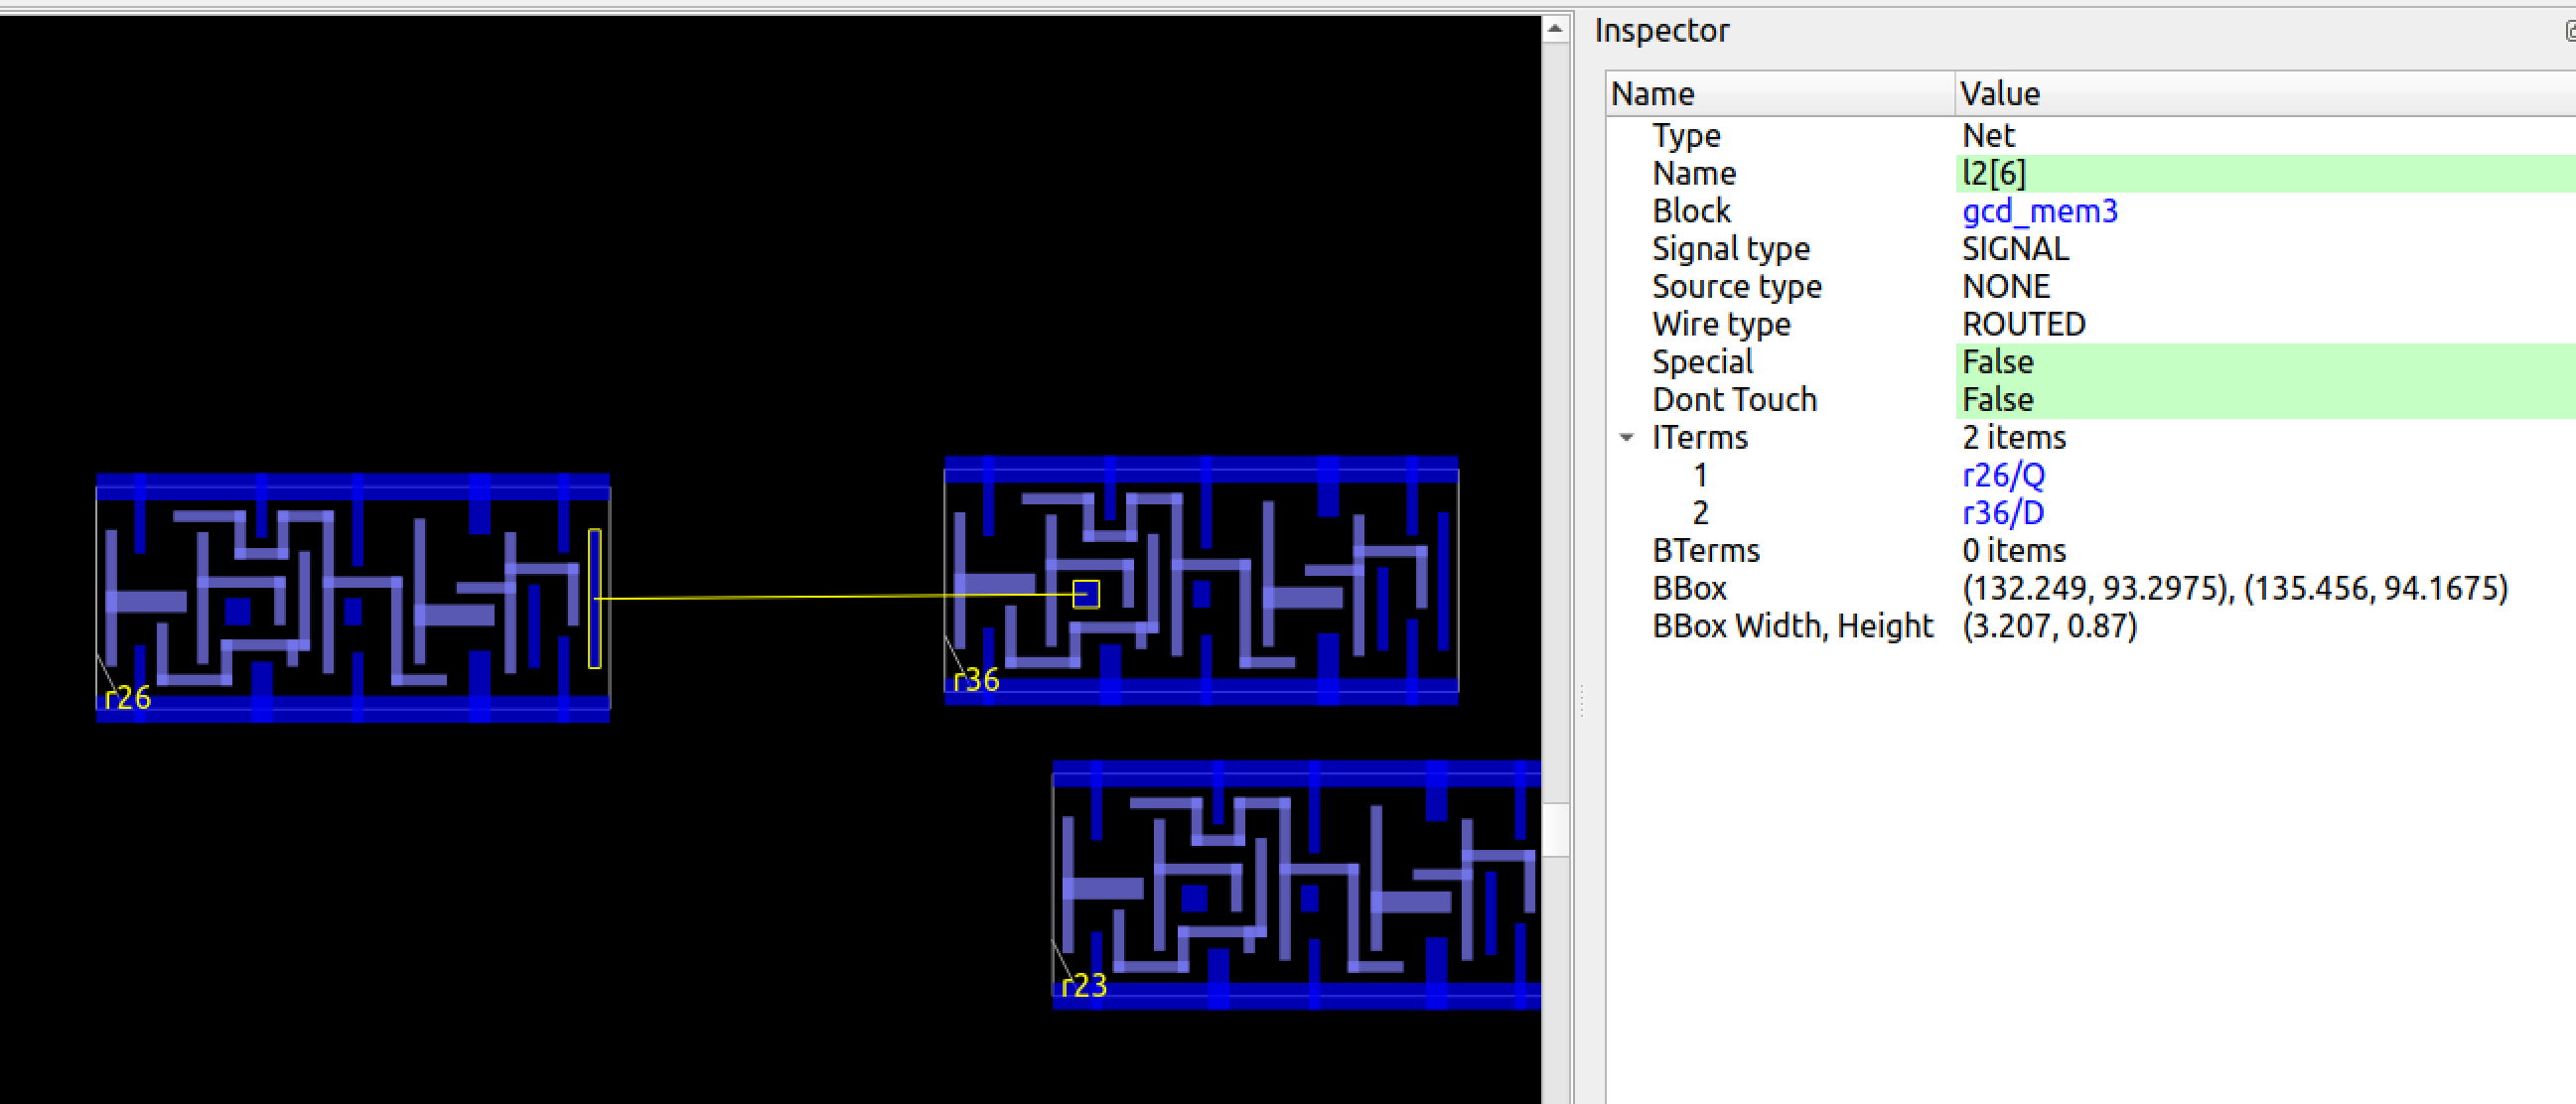 Inspector
Name Value
Type Net
Name l2[6]
Block gcd_mem3
Signal type SIGNAL
Source type NONE
Wire type ROUTED
Special False
Dont Touch False
ITerms 2 items
1 r26/Q
2 r36/D
BTerms 0 items
BBox (132.249, 93.2975), (135.456, 94.1675)
BBox Width, Height (3.207, 0.87)
r26
r36
r23